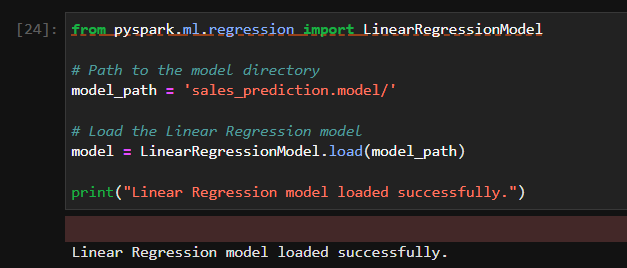 [24]: from pyspark.ml.regression import LinearRegressionModel
# Path to the model directory
model_path = 'sales_prediction.model/'
# Load the Linear Regression model
model = LinearRegressionModel.load(model_path)
print("Linear Regression model loaded successfully.")
Linear Regression model loaded successfully.